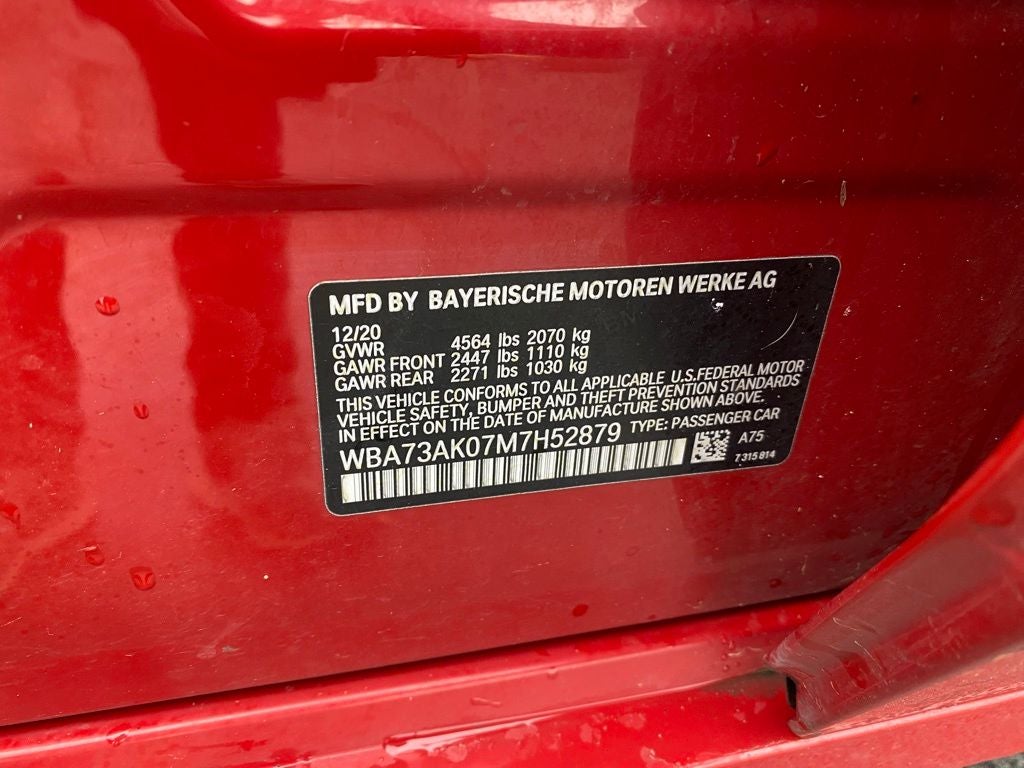 MFD BY BAYERISCHE MOTOREN WERKE AG
12/20
GVWR 4564 lbs 2070 kg
GAWR FRONT 2447 lbs 1110 kg
GAWR REAR 2271 lbs 1030 kg
THIS VEHICLE CONFORMS TO ALL APPLICABLE U.S.FEDERAL MOTOR
VEHICLE SAFETY, BUMPER AND THEFT PREVENTION STANDARDS
IN EFFECT ON THE DATE OF MANUFACTURE SHOWN ABOVE.
WBA73AK07M7H52879 TYPE: PASSENGER CAR
A75
7 315 814